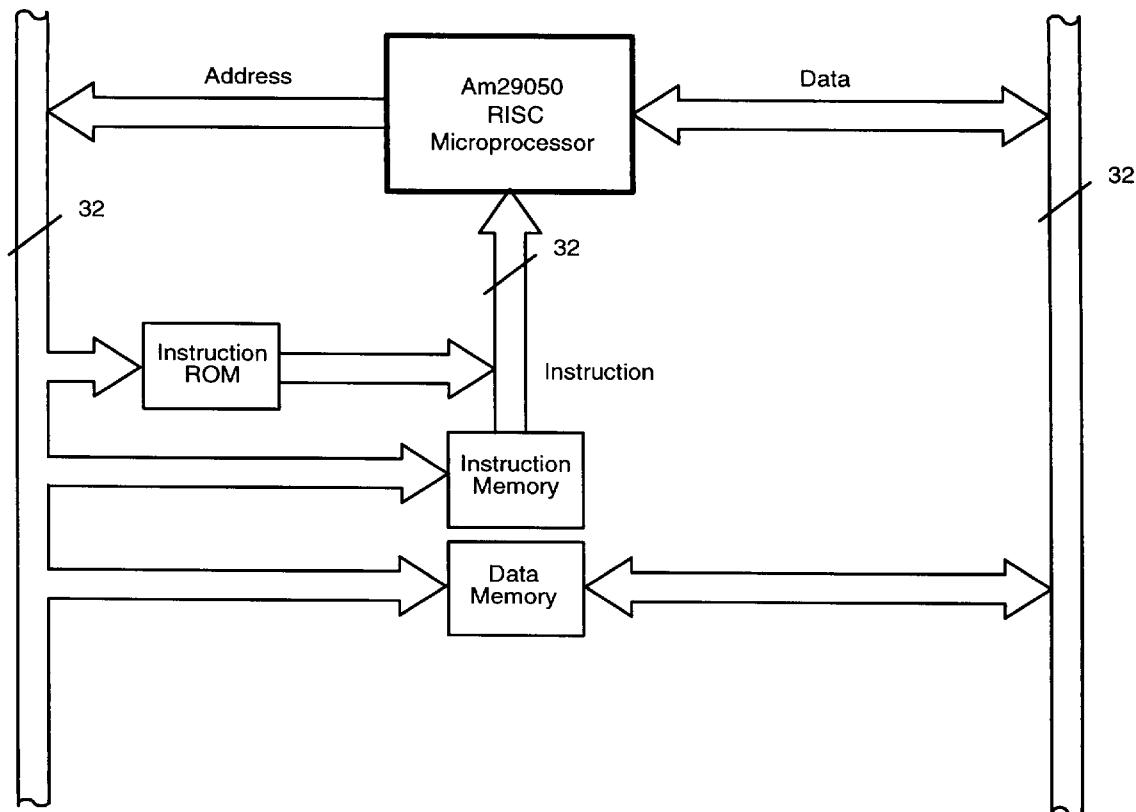 Address
Am29050
RISC
Microprocessor
Data
32
32
32
Instruction
ROM
Instruction
Instruction
Memory
Data
Memory